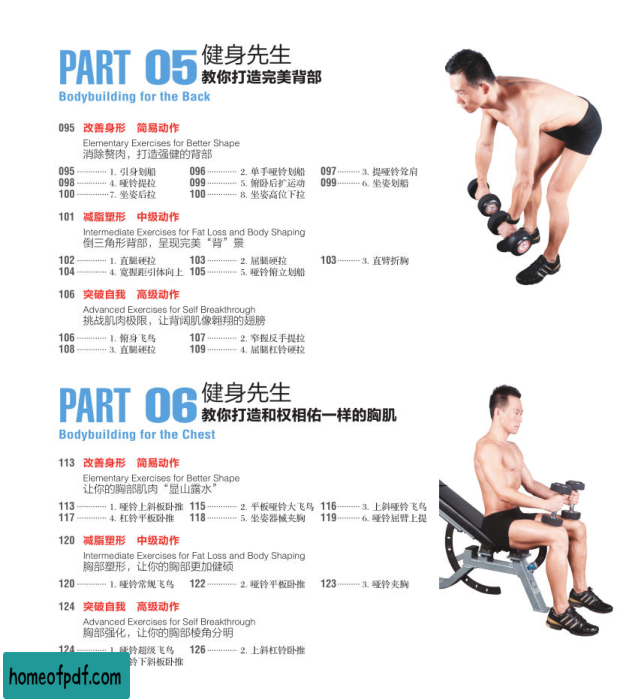 PART 05 健身先生
教你打造完美背部
Bodybuilding for the Back
095 改善身形 简易动作
Elementary Exercises for Better Shape
消除赘肉，打造强健的背部
095 ············ 1. 引身划船 096 ············ 2. 单手哑铃划船 097 ········· 3. 提哑铃耸肩
098 ············ 4. 哑铃提拉 099 ············ 5. 俯卧后扩运动 099 ········· 6. 坐姿划船
100 ············ 7. 坐姿后拉 100 ············ 8. 坐姿高位下拉
101 减脂塑形 中级动作
Intermediate Exercises for Fat Loss and Body Shaping
倒三角形背部，呈现完美“背”景
102 ············ 1. 直腿硬拉 103 ············ 2. 屈腿硬拉 103 ········· 3. 直臂折胸
104 ············ 4. 宽握距引体向上 105 ············ 5. 哑铃俯立划船
106 突破自我 高级动作
Advanced Exercises for Self Breakthrough
挑战肌肉极限，让背阔肌像翱翔的翅膀
106 ············ 1. 俯身飞鸟 107 ············ 2. 窄握反手提拉
108 ············ 3. 直腿硬拉 109 ············ 4. 屈腿杠铃硬拉
PART 06 健身先生
教你打造和权相佑一样的胸肌
Bodybuilding for the Chest
113 改善身形 简易动作
Elementary Exercises for Better Shape
让你的胸部肌肉“显山露水”
113 ············ 1. 哑铃上斜板卧推 115 ············ 2. 平板哑铃大飞鸟 116 ········· 3. 上斜哑铃飞鸟
117 ············ 4. 杠铃平板卧推 118 ············ 5. 坐姿器械夹胸 119 ········· 6. 哑铃屈臂上提
120 减脂塑形 中级动作
Intermediate Exercises for Fat Loss and Body Shaping
胸部塑形，让你的胸部更加健硕
120 ············ 1. 哑铃常规飞鸟 122 ············ 2. 哑铃平板卧推 123 ········· 3. 哑铃夹胸
124 突破自我 高级动作
Advanced Exercises for Self Breakthrough
胸部强化，让你的胸部棱角分明
124 ············ 1. 哑铃超级飞鸟 126 ············ 2. 上斜杠铃卧推
铃下斜板卧推
homeofpdf.com